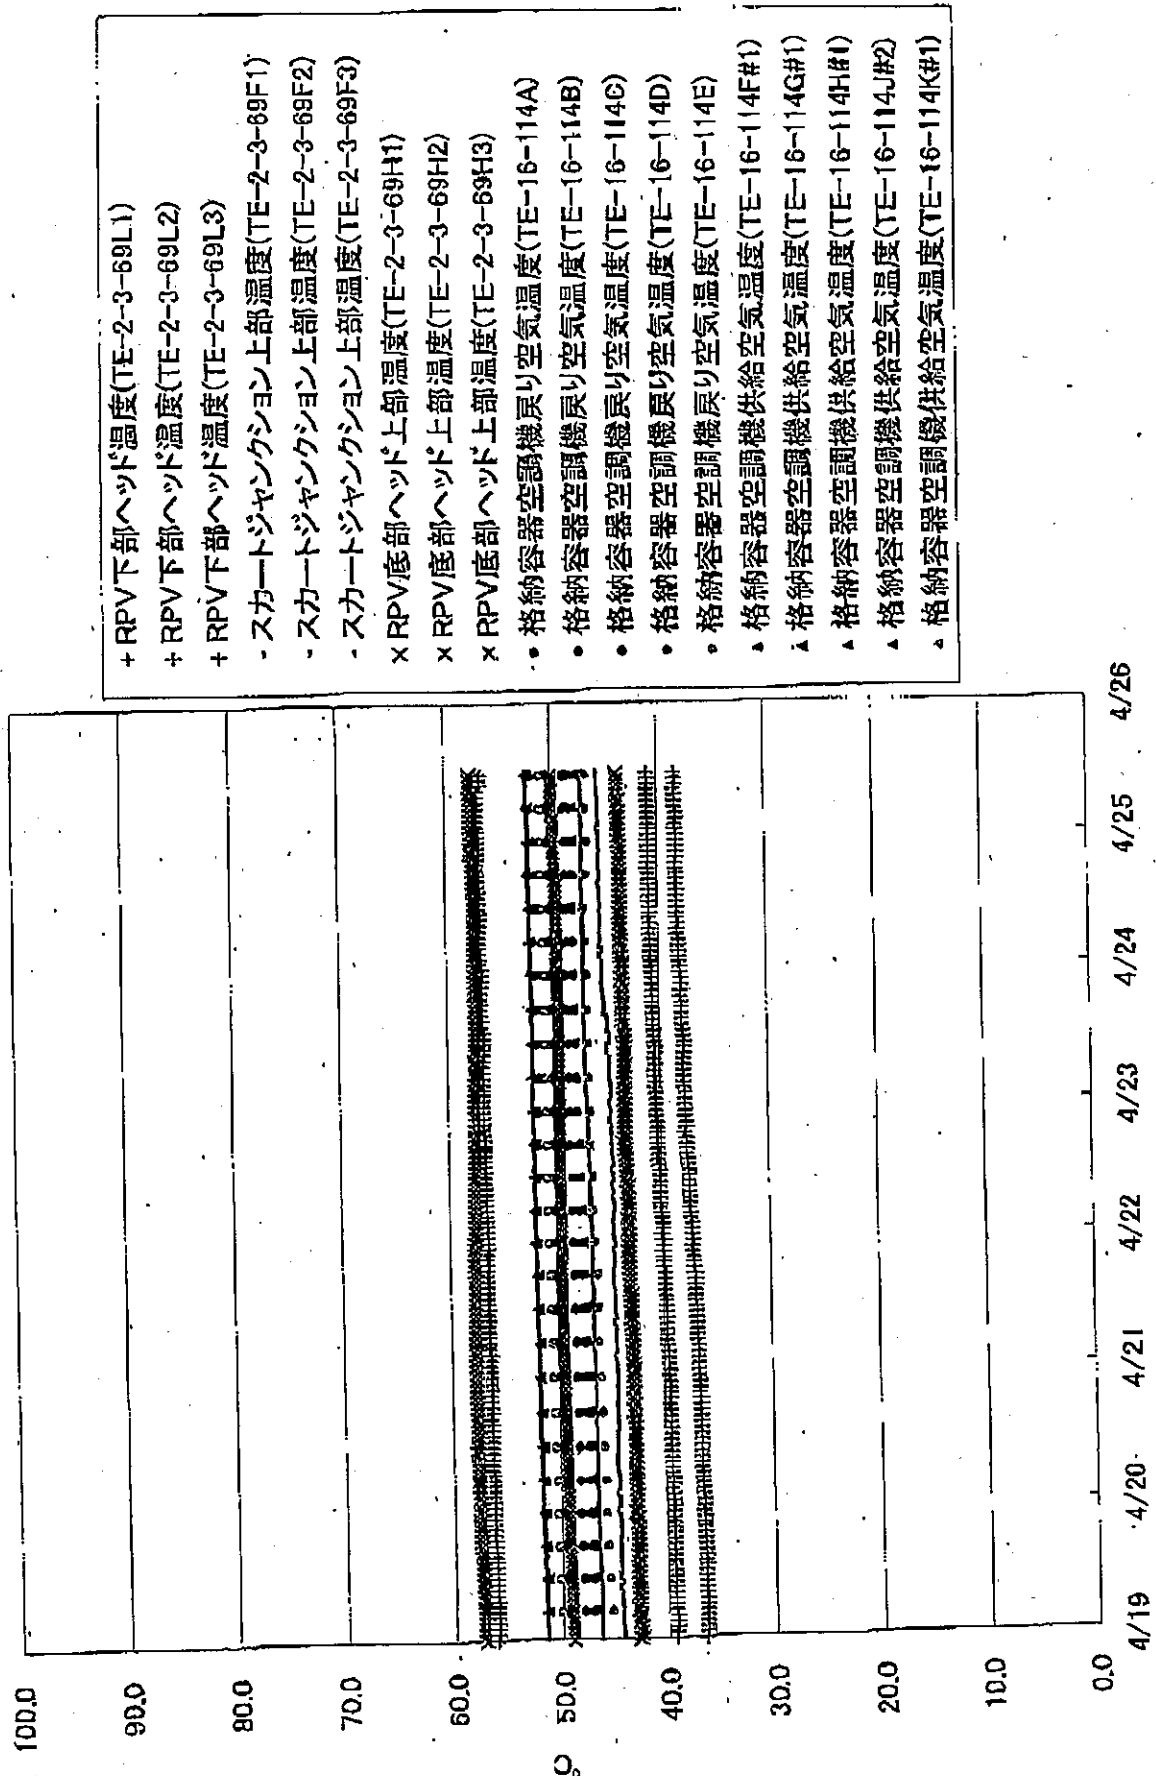 100.0
90.0
80.0
70.0
60.0
50.0
40.0
30.0
20.0
10.0
0.0
℃
4/19
4/20
4/21
4/22
4/23
4/24
4/25
4/26
+ RPV下部ヘッド温度(TE-2-3-69L1)
+ RPV下部ヘッド温度(TE-2-3-69L2)
+ RPV下部ヘッド温度(TE-2-3-69L3)
- スカートジャンクション上部温度(TE-2-3-69F1)
- スカートジャンクション上部温度(TE-2-3-69F2)
- スカートジャンクション上部温度(TE-2-3-69F3)
× RPV底部ヘッド上部温度(TE-2-3-69H1)
× RPV底部ヘッド上部温度(TE-2-3-69H2)
× RPV底部ヘッド上部温度(TE-2-3-69H3)
● 格納容器空調機戻り空気温度(TE-16-114A)
● 格納容器空調機戻り空気温度(TE-16-114B)
● 格納容器空調機戻り空気温度(TE-16-114C)
● 格納容器空調機戻り空気温度(TE-16-114D)
● 格納容器空調機戻り空気温度(TE-16-114E)
▲ 格納容器空調機供給空気温度(TE-16-114F#1)
▲ 格納容器空調機供給空気温度(TE-16-114G#1)
▲ 格納容器空調機供給空気温度(TE-16-114H#1)
▲ 格納容器空調機供給空気温度(TE-16-114J#2)
▲ 格納容器空調機供給空気温度(TE-16-114K#1)